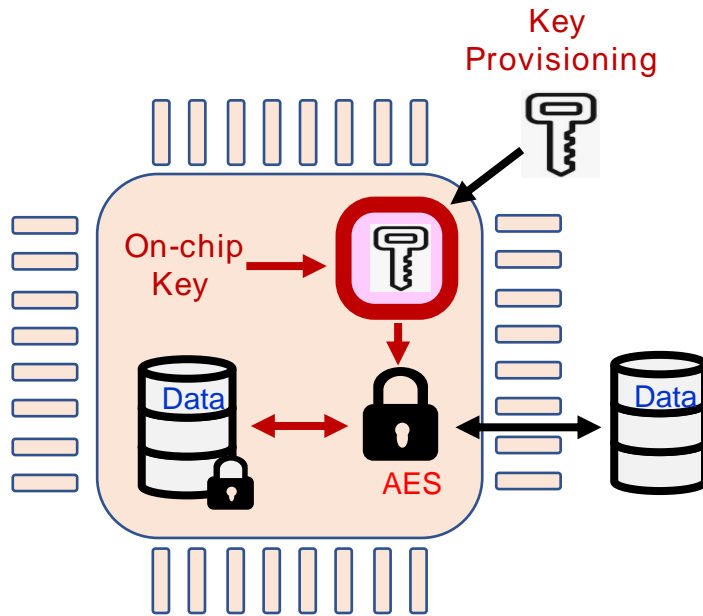 Key
Provisioning
On-chip
Key
Data
Data
AES